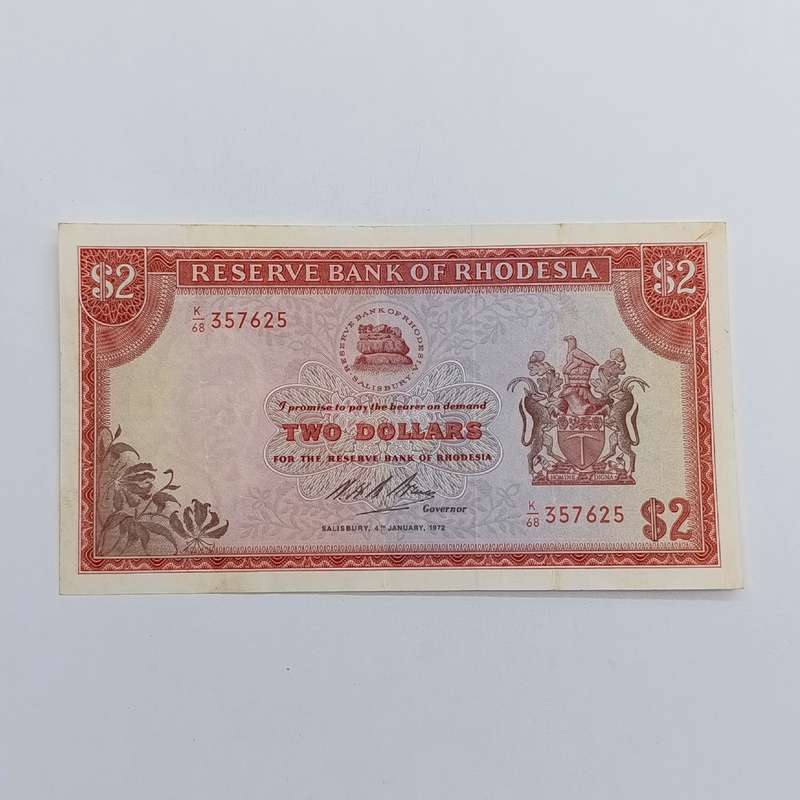 $2 RESERVE BANK OF RHODESIA $2
K/68 357625
RESERVE BANK OF RHODESIA
SALISBURY
I promise to pay the bearer on demand
TWO DOLLARS
FOR THE RESERVE BANK OF RHODESIA
Governor
SALISBURY, 4TH JANUARY, 1972
K/68 357625 $2